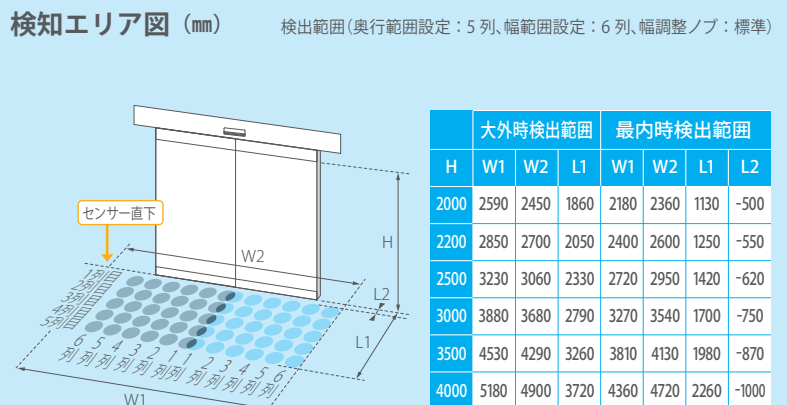 検知エリア図（㎜）
検出範囲（奥行範囲設定：5 列、幅範囲設定：6 列、幅調整ノブ：標準）
センサー直下
W2
H
L2
L1
W1
1列
2列
3列
4列
5列
6 5 4 3 2 1 1 2 3 4 5 6
列 列 列 列 列 列 列 列 列 列 列 列
大外時検出範囲 最内時検出範囲
H W1 W2 L1 W1 W2 L1 L2
2000 2590 2450 1860 2180 2360 1130 -500
2200 2850 2700 2050 2400 2600 1250 -550
2500 3230 3060 2330 2720 2950 1420 -620
3000 3880 3680 2790 3270 3540 1700 -750
3500 4530 4290 3260 3810 4130 1980 -870
4000 5180 4900 3720 4360 4720 2260 -1000